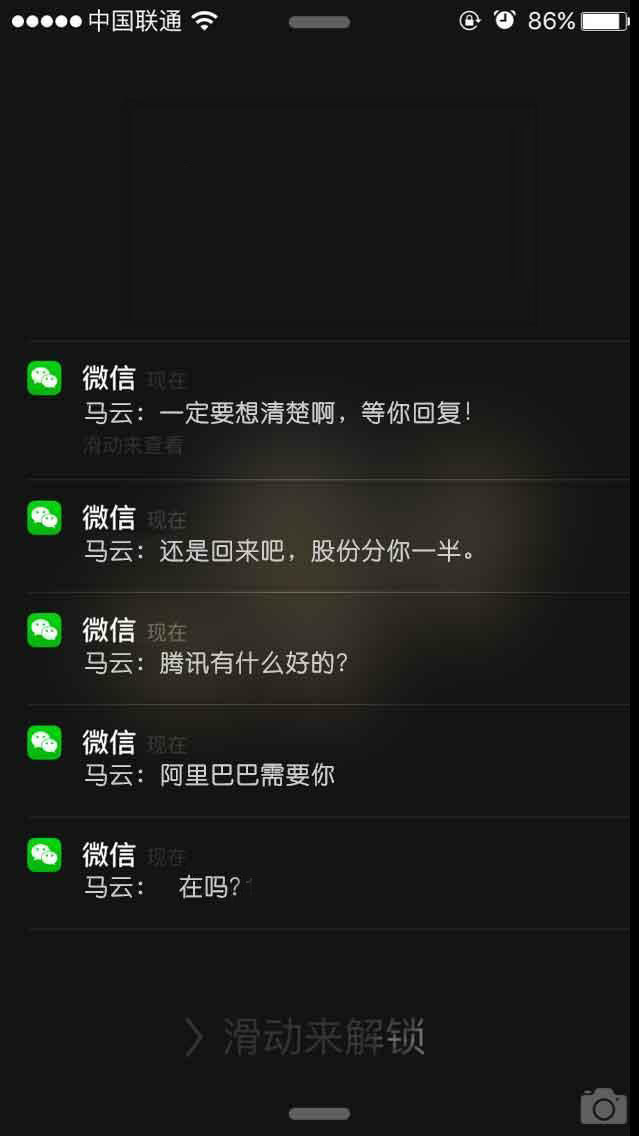 中国联通 86%
微信 现在
马云：一定要想清楚啊，等你回复！
滑动来查看
微信 现在
马云：还是回来吧，股份分你一半。
微信 现在
马云：腾讯有什么好的？
微信 现在
马云：阿里巴巴需要你
微信 现在
马云： 在吗？
〉滑动来解锁